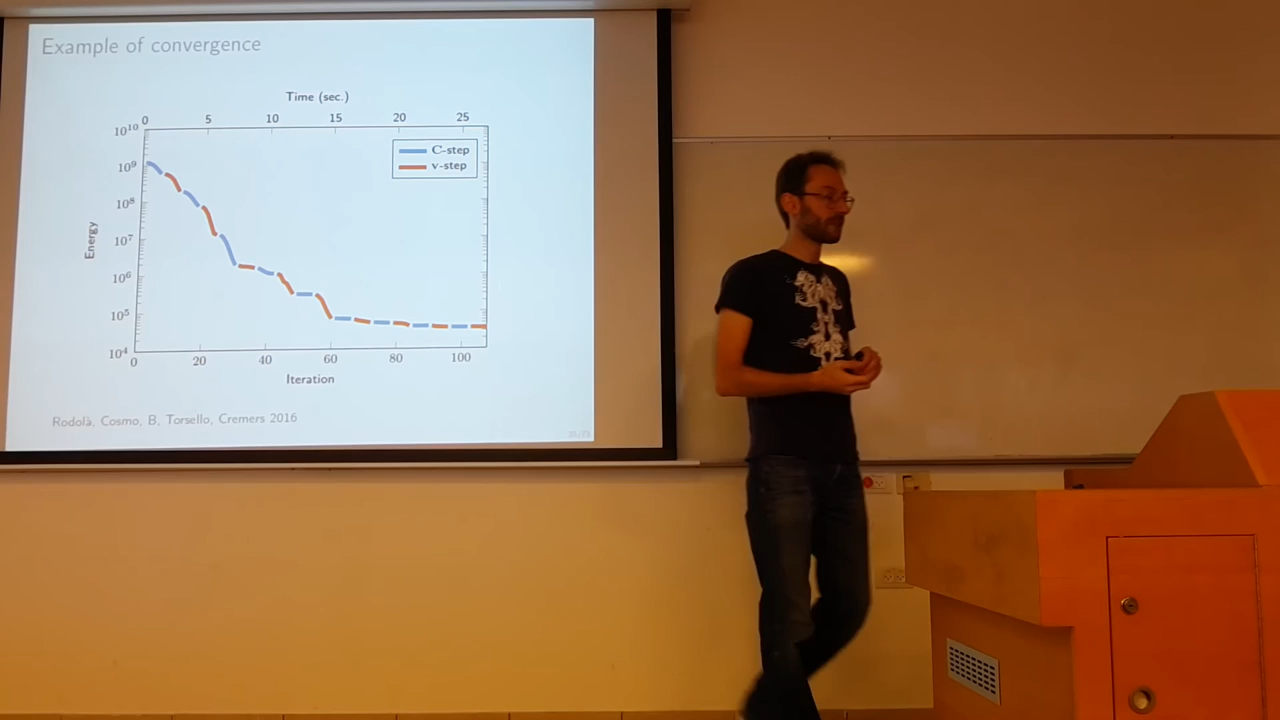 Example of convergence
Time (sec.)
0 5 10 15 20 25
10^10
10^9
10^8
10^7
10^6
10^5
10^4
Energy
C-step
v-step
0 20 40 60 80 100
Iteration
Rodolà, Cosmo, B, Torsello, Cremers 2016